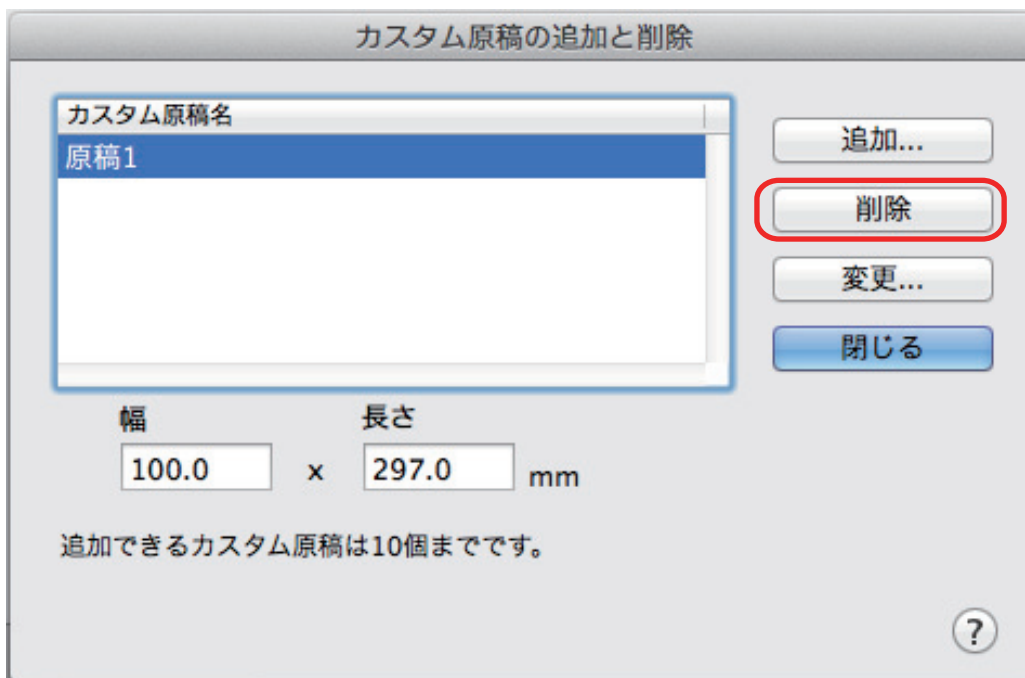 カスタム原稿の追加と削除
カスタム原稿名
原稿1
追加...
削除
変更...
閉じる
幅
長さ
100.0 x 297.0 mm
追加できるカスタム原稿は10個までです。
?